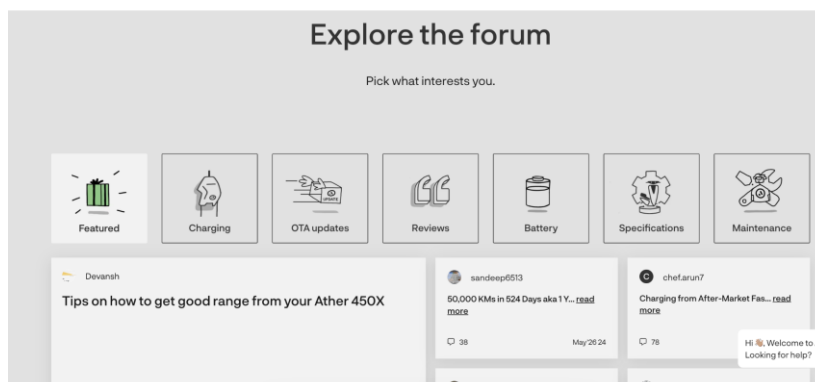 Explore the forum
Pick what interests you.
UPDATE
Featured
Charging
OTA updates
Reviews
Battery
Specifications
Maintenance
Devansh
Tips on how to get good range from your Ather 450X
sandeep6513
50,000 KMs in 524 Days aka 1 Y... read
more
38
May'26 24
C
chef.arun7
Charging from After-Market Fas... read
more
78
Hi 👋, Welcome to
Looking for help?